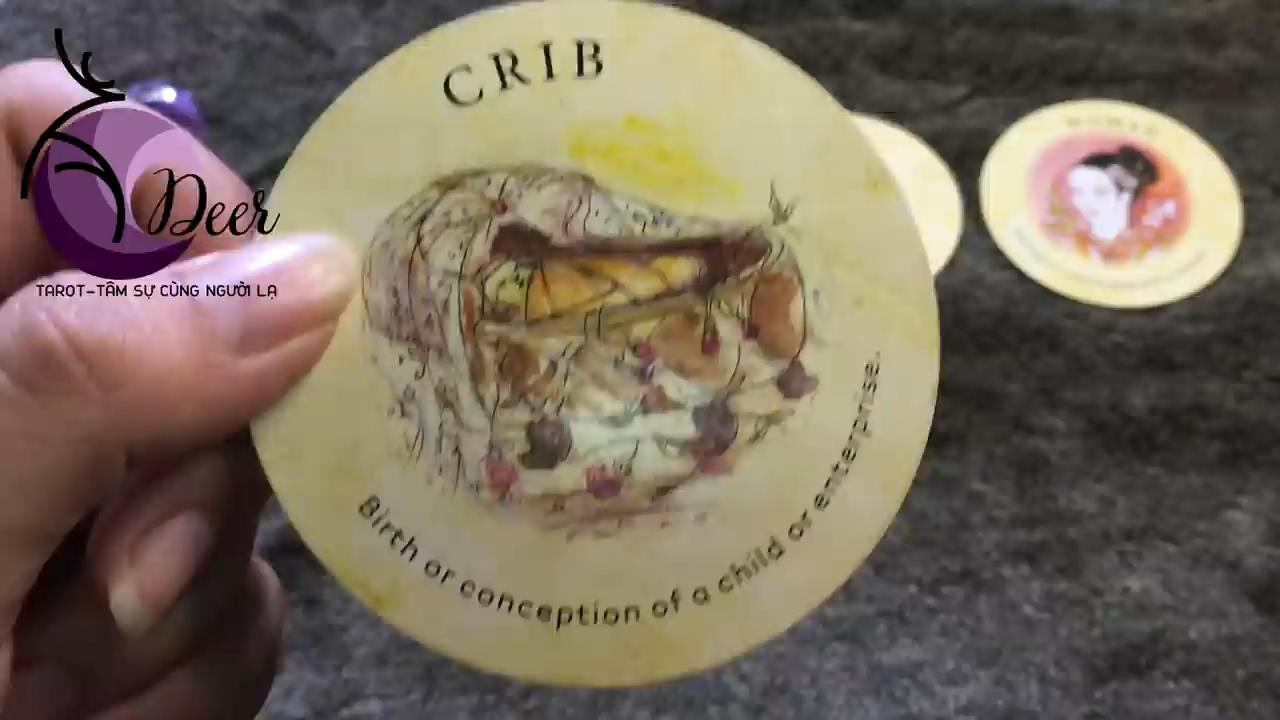 CRIB
Birth or conception of a child or enterprise.
Deer
TAROT-TÂM SỰ CÙNG NGƯỜI LẠ